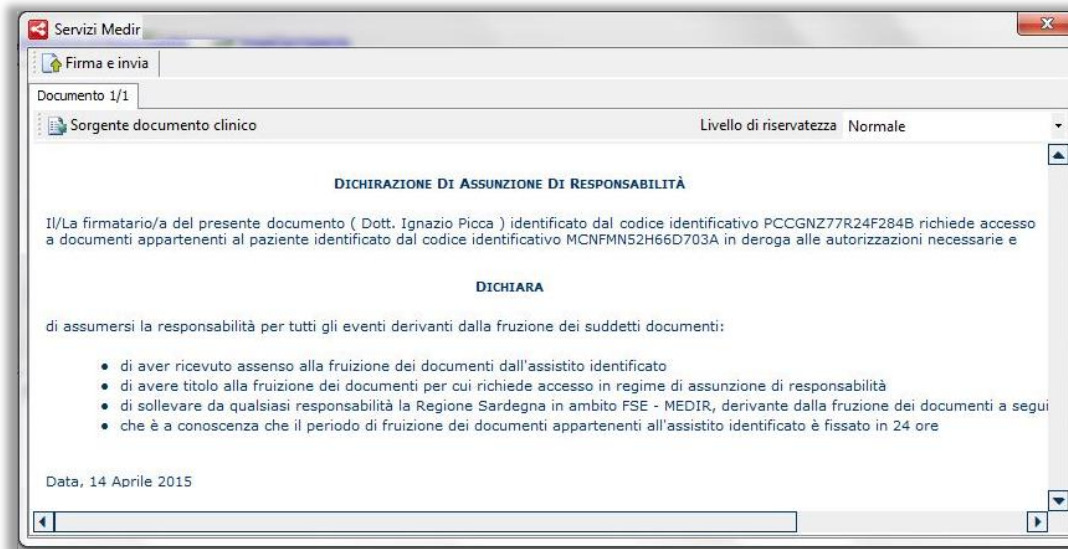 Servizi Medir
Firma e invia
Documento 1/1
Sorgente documento clinico Livello di riservatezza Normale
DICHIRAZIONE DI ASSUNZIONE DI RESPONSABILITÀ
Il/La firmatario/a del presente documento ( Dott. Ignazio Picca ) identificato dal codice identificativo PCCGNZ77R24F284B richiede accesso
a documenti appartenenti al paziente identificato dal codice identificativo MCNFMN52H66D703A in deroga alle autorizzazioni necessarie e
DICHIARA
di assumersi la responsabilità per tutti gli eventi derivanti dalla fruzione dei suddetti documenti:
• di aver ricevuto assenso alla fruizione dei documenti dall'assistito identificato
• di avere titolo alla fruizione dei documenti per cui richiede accesso in regime di assunzione di responsabilità
• di sollevare da qualsiasi responsabilità la Regione Sardegna in ambito FSE - MEDIR, derivante dalla fruzione dei documenti a segui
• che è a conoscenza che il periodo di fruizione dei documenti appartenenti all'assistito identificato è fissato in 24 ore
Data, 14 Aprile 2015